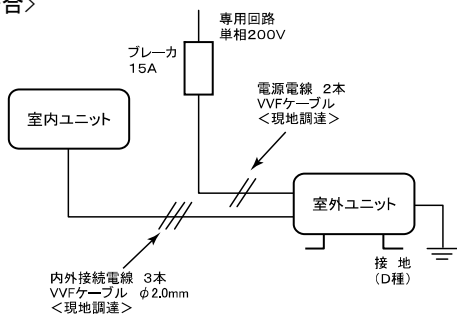 合>
専用回路
単相200V
ブレーカ
15A
電源電線 2本
VVFケーブル
<現地調達>
室内ユニット
室外ユニット
接 地
(D種)
内外接続電線 3本
VVFケーブル φ2.0mm
<現地調達>